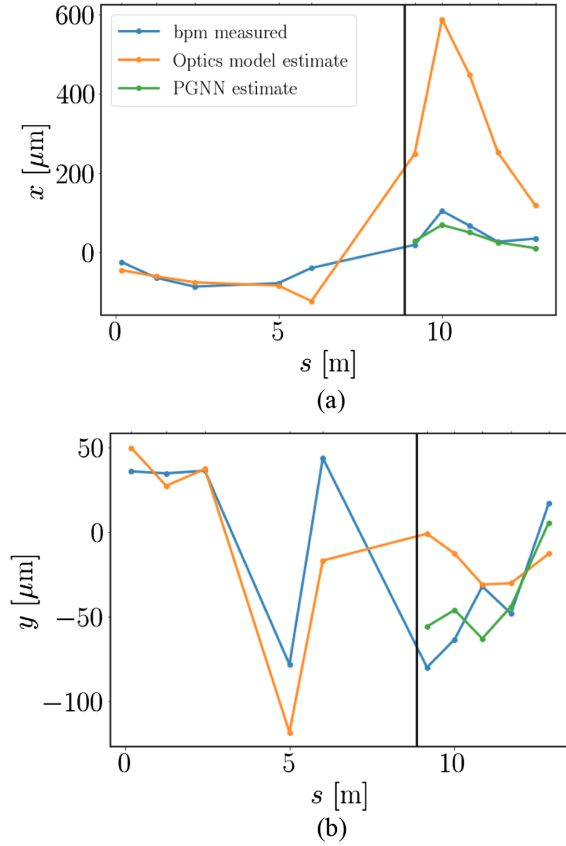 600
400
200
0
x [μm]
bpm measured
Optics model estimate
PGNN estimate
0 5 10
s [m]
(a)
50
0
−50
−100
y [μm]
0 5 10
s [m]
(b)